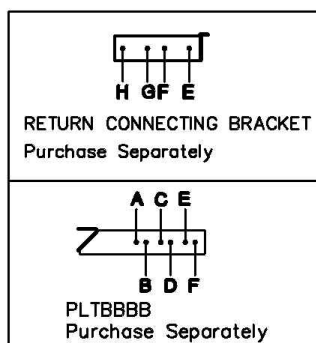 H GF E
RETURN CONNECTING BRACKET
Purchase Separately
A C E
B D F
PLTBBBB
Purchase Separately